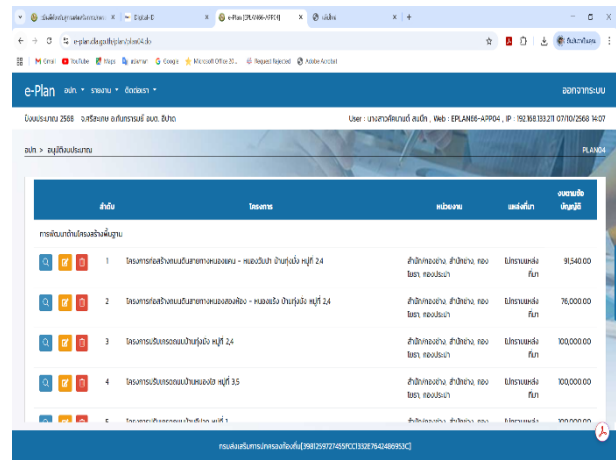 Digital-D
e-Plan [EPLAN66-APP04]
e-plan.dla.go.th/plan/plan04.do
Gmail YouTube Maps Google Microsoft Office 20... Request Rejected Adobe Acrobat
e-Plan อปท. รายงาน ติดต่อเรา ออกจากระบบ
ปีงบประมาณ 2568 จ.ศรีสะเกษ อ.กันทรารมย์ อบต. อีปาด
User : , Web : EPLAN66-APP04 , IP : 192.168.133.211 07/10/2568 14:07
อปท > อนุมัติงบประมาณ PLAN04
ลำดับ โครงการ หน่วยงาน แหล่งที่มา งบตามข้อ
บัญญัติ
การพัฒนาด้านโครงสร้างพื้นฐาน
1 โครงการก่อสร้างถนนดินสายทางหนองแคน - หนองติมป่า บ้านทุ่งมั่ง หมู่ที่ 2,4 สำนัก/กองช่าง, สำนักช่าง, กอง ไม่ทราบแหล่ง 91,540.00
โยธา, กองประปา ที่มา
2 โครงการก่อสร้างถนนดินสายทางหนองสองห้อง - หนองแร้ง บ้านทุ่งมั่ง หมู่ที่ 2,4 สำนัก/กองช่าง, สำนักช่าง, กอง ไม่ทราบแหล่ง 76,000.00
โยธา, กองประปา ที่มา
3 โครงการปรับเกรดถนนบ้านทุ่งมั่ง หมู่ที่ 2,4 สำนัก/กองช่าง, สำนักช่าง, กอง ไม่ทราบแหล่ง 100,000.00
โยธา, กองประปา ที่มา
4 โครงการปรับเกรดถนนบ้านหนองไฮ หมู่ที่ 3,5 สำนัก/กองช่าง, สำนักช่าง, กอง ไม่ทราบแหล่ง 100,000.00
โยธา, กองประปา ที่มา
5 สำนัก/กองช่าง, สำนักช่าง, กอง ไม่ทราบแหล่ง 100,000.00
กรมส่งเสริมการปกครองท้องถิ่น[3981259727455FCC1332E7642486953C]